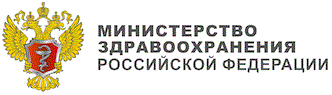 МИНИСТЕРСТВО
ЗДРАВООХРАНЕНИЯ
РОССИЙСКОЙ ФЕДЕРАЦИИ